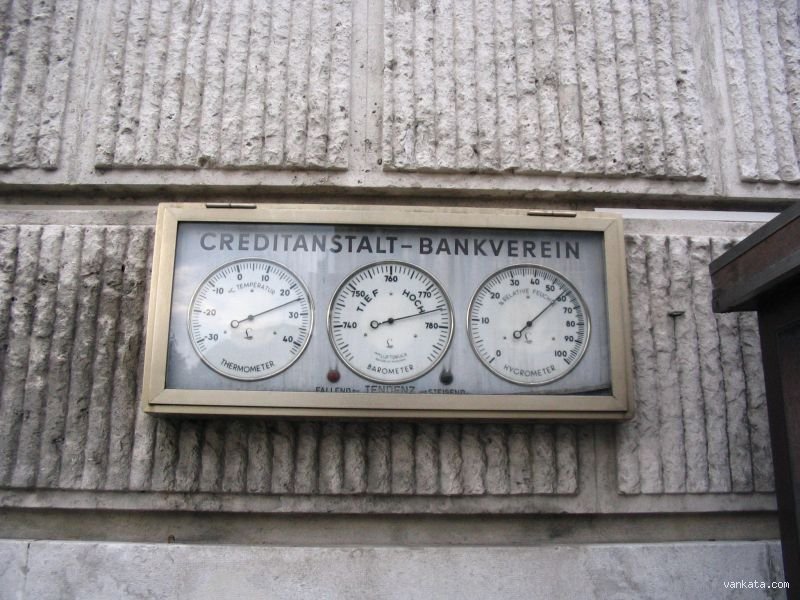 CREDITANSTALT-BANKVEREIN
-30 -20 -10 0 10 20 30 40
°C TEMPERATUR
THERMOMETER
740 750 760 770 780
TIEF HOCH
LUFTDRUCK
BAROMETER
0 10 20 30 40 50 60 70 80 90 100
% RELATIVE FEUCHTE
HYGROMETER
FALLEND TENDENZ STEIGEND
vankata.com